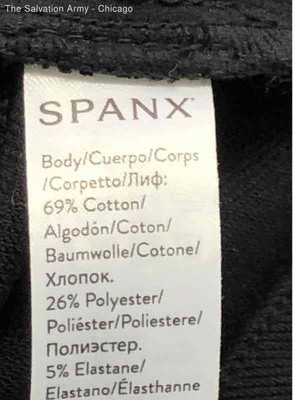 The Salvation Army - Chicago
SPANX
Body/Cuerpo/Corps
/Corpetto/Лиф:
69% Cotton/
Algodón/Coton/
Baumwolle/Cotone/
Хлопок.
26% Polyester/
Poliéster/Poliestere/
Полиэстер.
5% Elastane/
Elastano/Élasthanne